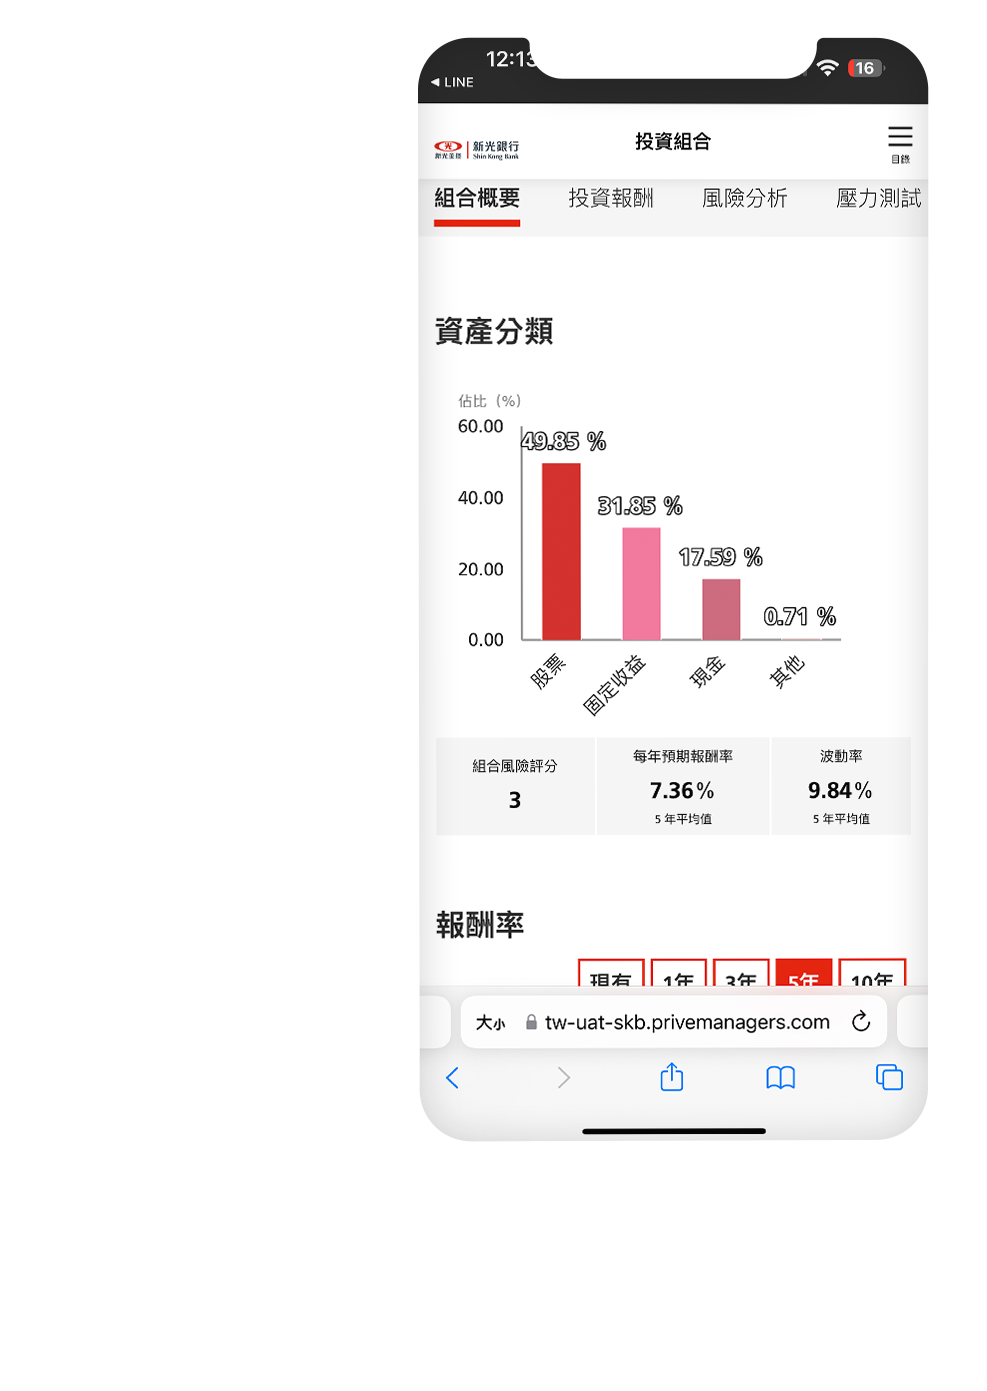 12:13
◀ LINE
16
新光金控 新光銀行
Shin Kong Bank
投資組合
目錄
組合概要 投資報酬 風險分析 壓力測試
資產分類
佔比（%）
60.00
49.85 %
40.00
31.85 %
20.00
17.59 %
0.71 %
0.00
股票 固定收益 現金 其他
組合風險評分
3
每年預期報酬率
7.36%
5 年平均值
波動率
9.84%
5 年平均值
報酬率
現有 1年 3年 5年 10年
大小 tw-uat-skb.privemanagers.com